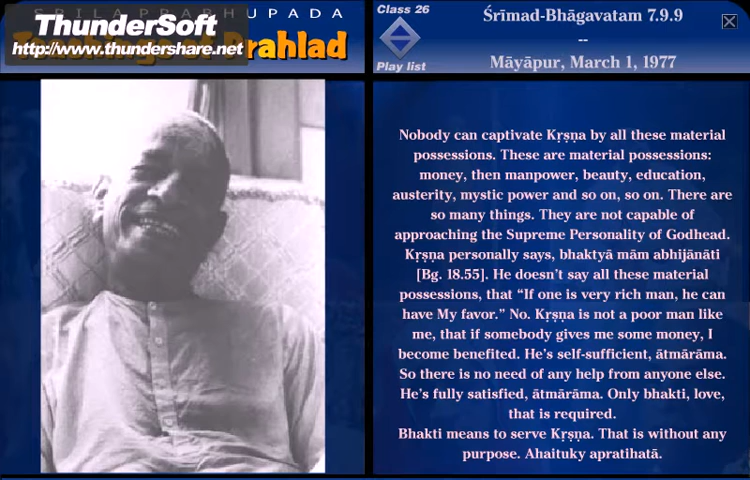 SRILA PRABHUPADA
ThunderSoft
http://www.thundershare.net
Teachings of Prahlad
Class 26
Play list
Śrīmad-Bhāgavatam 7.9.9
--
Māyāpur, March 1, 1977
Nobody can captivate Kṛṣṇa by all these material
possessions. These are material possessions:
money, then manpower, beauty, education,
austerity, mystic power and so on, so on. There are
so many things. They are not capable of
approaching the Supreme Personality of Godhead.
Kṛṣṇa personally says, bhaktyā mām abhijānāti
[Bg. 18.55]. He doesn't say all these material
possessions, that “If one is very rich man, he can
have My favor.” No. Kṛṣṇa is not a poor man like
me, that if somebody gives me some money, I
become benefited. He's self-sufficient, ātmārāma.
So there is no need of any help from anyone else.
He's fully satisfied, ātmārāma. Only bhakti, love,
that is required.
Bhakti means to serve Kṛṣṇa. That is without any
purpose. Ahaituky apratihatā.